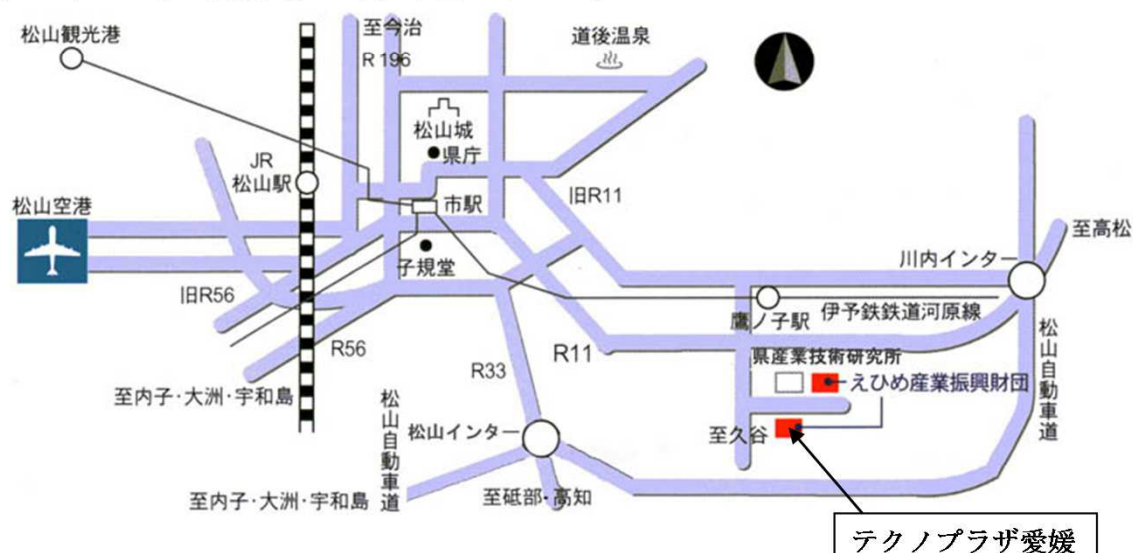 松山観光港
至今治
R196
道後温泉
松山城
県庁
JR
松山駅
市駅
旧R11
松山空港
子規堂
至高松
川内インター
旧R56
鷹ノ子駅
伊予鉄鉄道河原線
R56
R33
R11
県産業技術研究所
えひめ産業振興財団
至内子・大洲・宇和島
松山自動車道
松山自動車道
松山インター
至久谷
至内子・大洲・宇和島
至砥部・高知
テクノプラザ愛媛